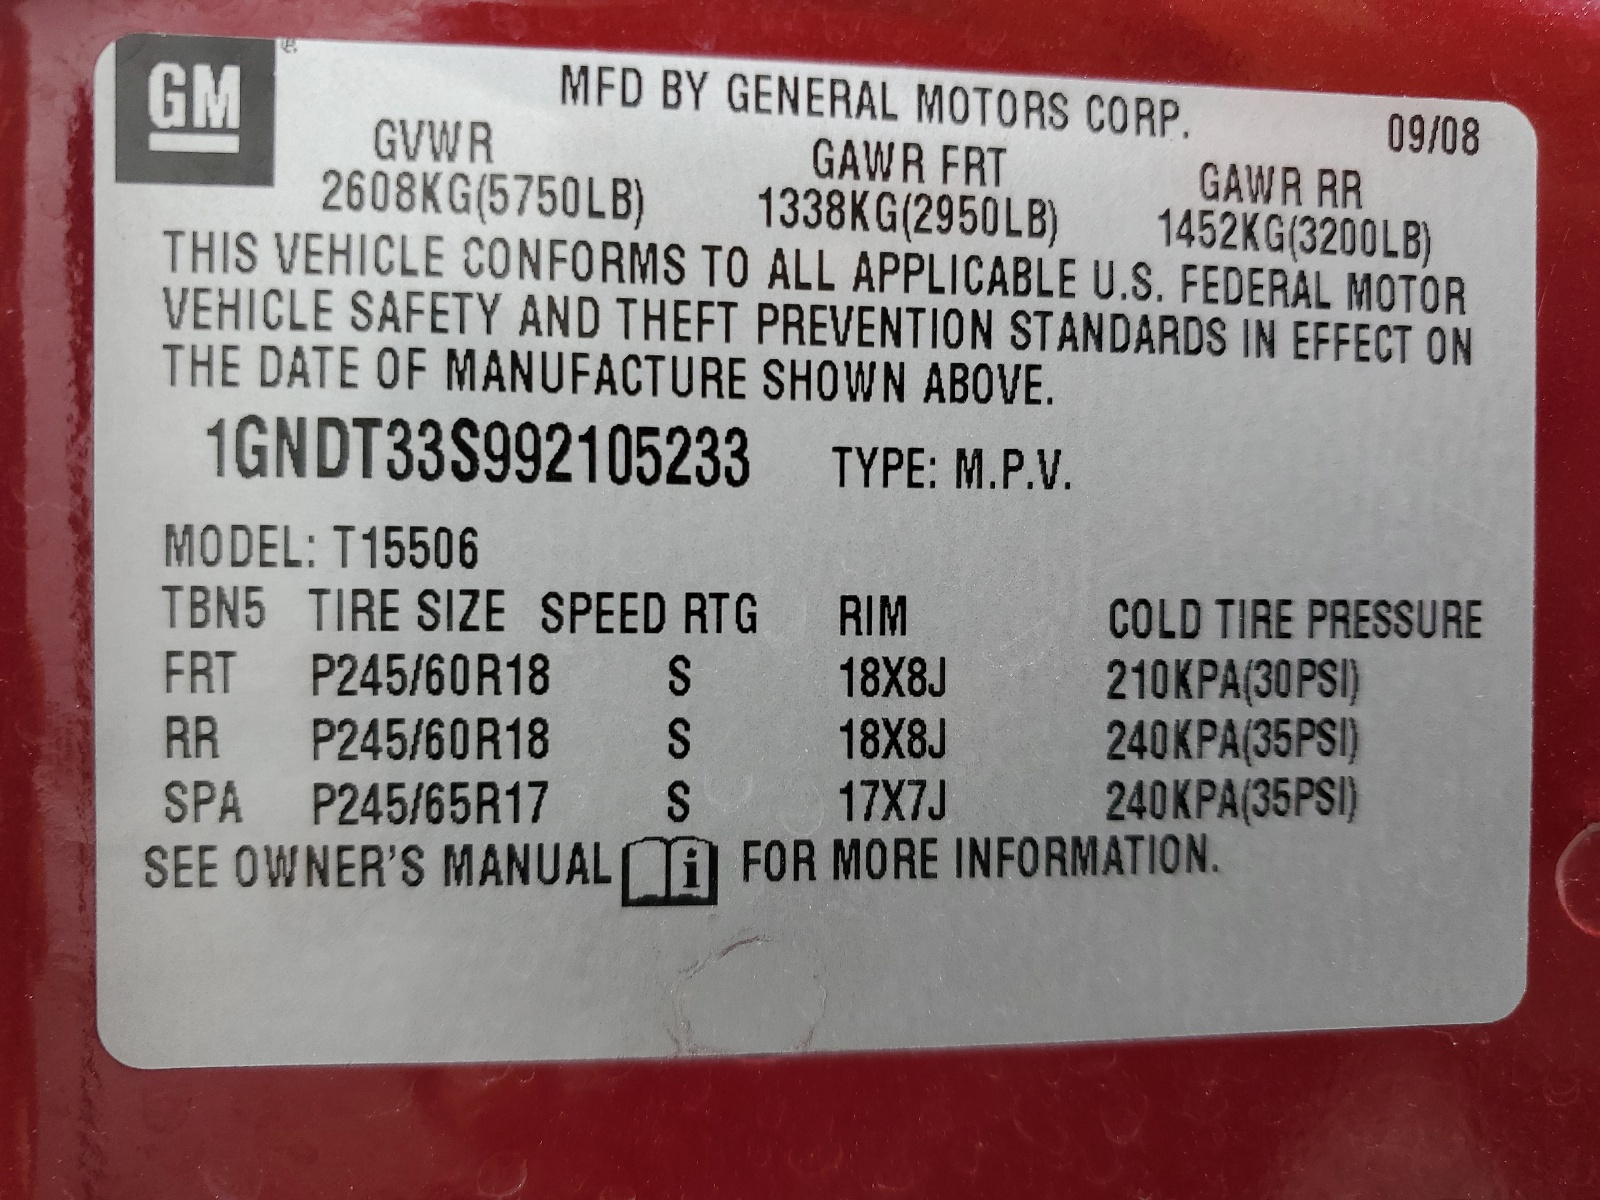 GM
MFD BY GENERAL MOTORS CORP.
09/08
GVWR GAWR FRT GAWR RR
2608KG(5750LB) 1338KG(2950LB) 1452KG(3200LB)
THIS VEHICLE CONFORMS TO ALL APPLICABLE U.S. FEDERAL MOTOR
VEHICLE SAFETY AND THEFT PREVENTION STANDARDS IN EFFECT ON
THE DATE OF MANUFACTURE SHOWN ABOVE.
1GNDT33S992105233 TYPE: M.P.V.
MODEL: T15506
TBN5 TIRE SIZE SPEED RTG RIM COLD TIRE PRESSURE
FRT P245/60R18 S 18X8J 210KPA(30PSI)
RR P245/60R18 S 18X8J 240KPA(35PSI)
SPA P245/65R17 S 17X7J 240KPA(35PSI)
SEE OWNER'S MANUAL i FOR MORE INFORMATION.